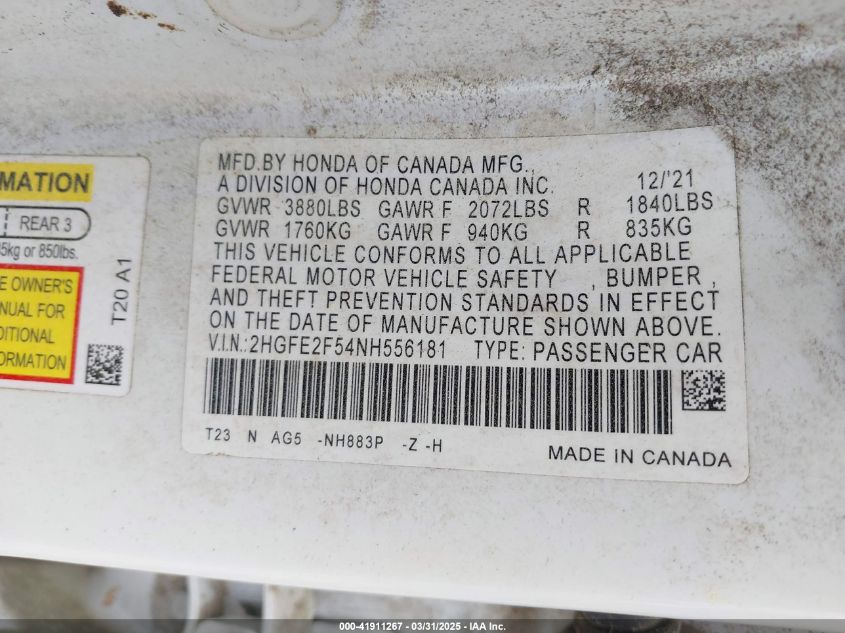 MFD.BY HONDA OF CANADA MFG.,
A DIVISION OF HONDA CANADA INC. 12/'21
GVWR 3880LBS GAWR F 2072LBS R 1840LBS
GVWR 1760KG GAWR F 940KG R 835KG
THIS VEHICLE CONFORMS TO ALL APPLICABLE
FEDERAL MOTOR VEHICLE SAFETY , BUMPER ,
AND THEFT PREVENTION STANDARDS IN EFFECT
ON THE DATE OF MANUFACTURE SHOWN ABOVE.
V.I.N.:2HGFE2F54NH556181 TYPE: PASSENGER CAR
T23 N AG5 -NH883P -Z -H
MADE IN CANADA
MATION
REAR 3
5kg or 850lbs.
E OWNER'S
NUAL FOR
DITIONAL
ORMATION
T20 A1
000-41911267 - 03/31/2025 - IAA Inc.